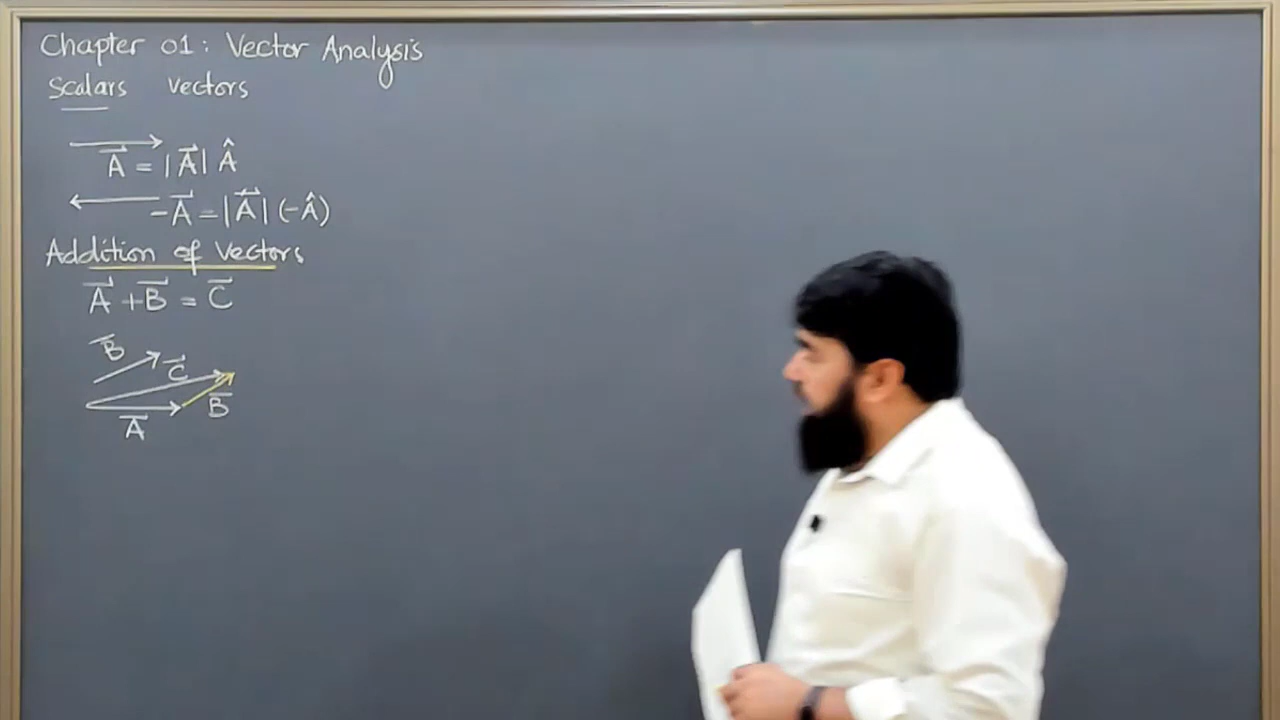 Chapter 01: Vector Analysis
Scalars vectors
A⃗ = |A⃗| Â
-A⃗ = |A⃗| (-Â)
Addition of Vectors
A⃗ + B⃗ = C⃗
B⃗
C⃗
B⃗
A⃗